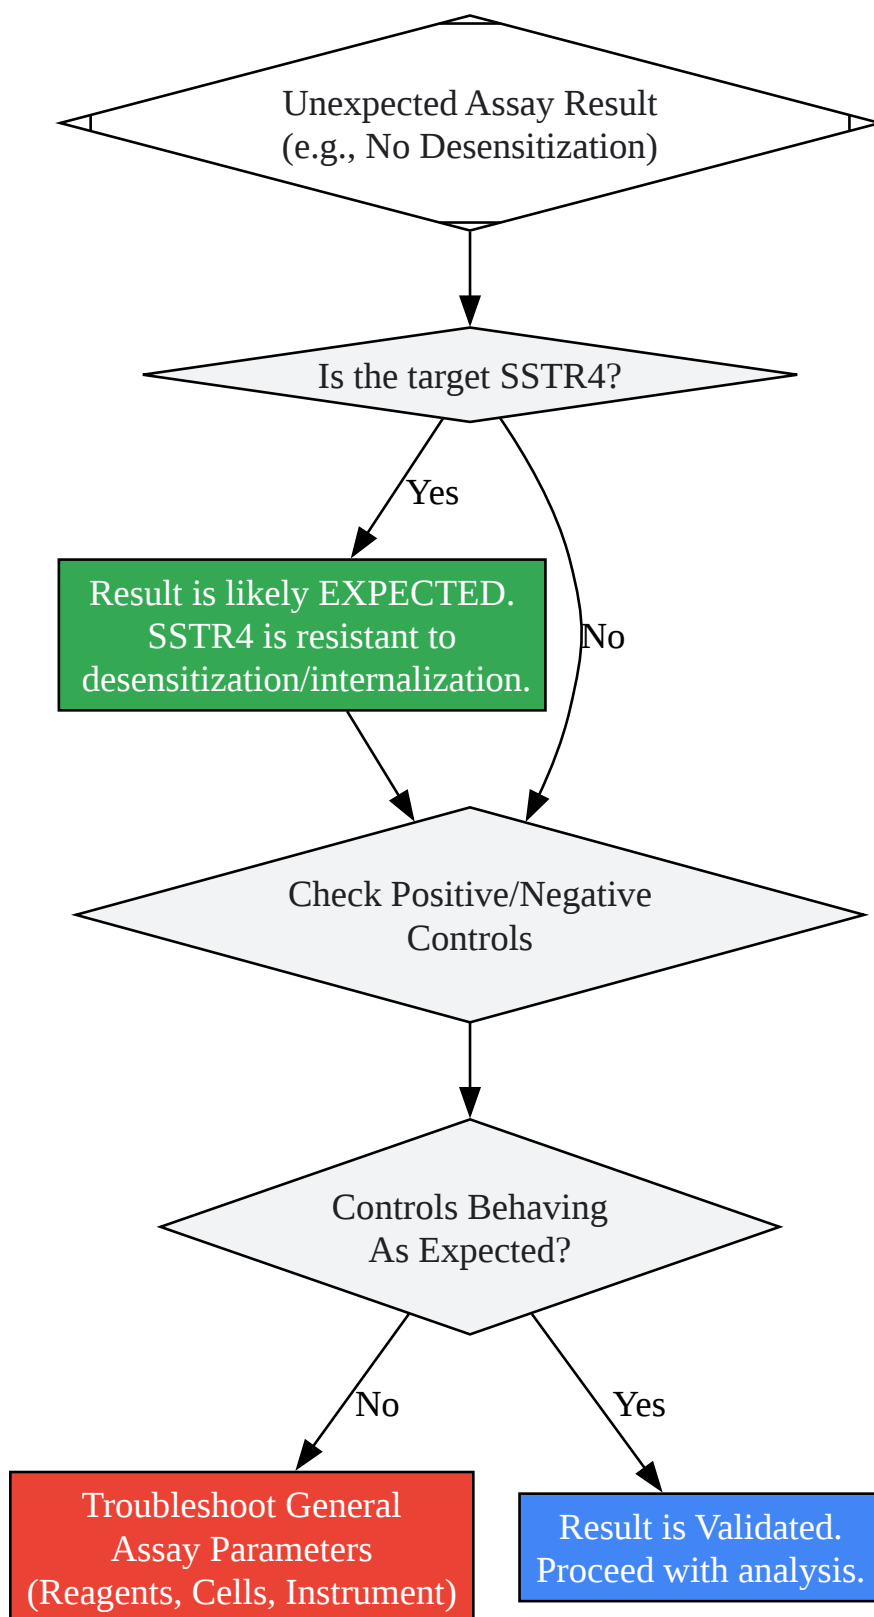 Unexpected Assay Result
(e.g., No Desensitization)
Is the target SSTR4?
Yes
Result is likely EXPECTED.
SSTR4 is resistant to
desensitization/internalization.
No
Check Positive/Negative
Controls
Controls Behaving
As Expected?
No
Yes
Troubleshoot General
Assay Parameters
(Reagents, Cells, Instrument)
Result is Validated.
Proceed with analysis.